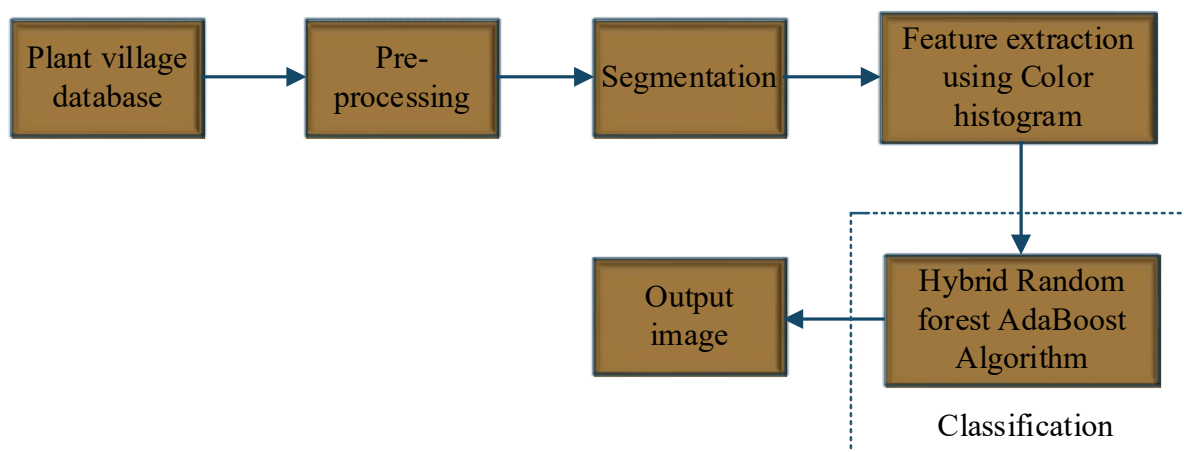 Plant village
database
Pre-
processing
Segmentation
Feature extraction
using Color
histogram
Hybrid Random
forest AdaBoost
Algorithm
Output
image
Classification